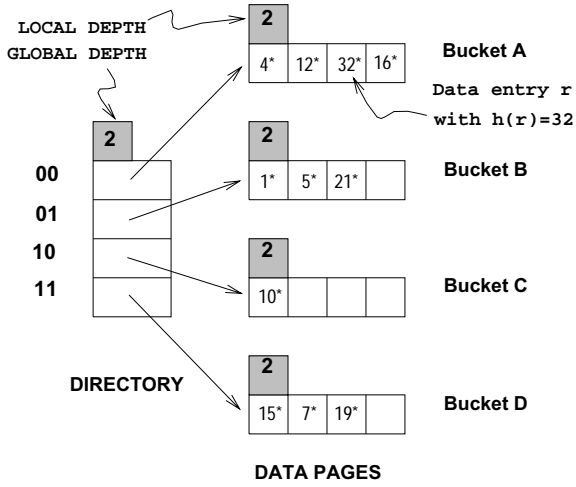 LOCAL DEPTH
GLOBAL DEPTH
2
00
01
10
11
DIRECTORY
2
4* 12* 32* 16*
Bucket A
Data entry r
with h(r)=32
2
1* 5* 21*
Bucket B
2
10*
Bucket C
2
15* 7* 19*
Bucket D
DATA PAGES